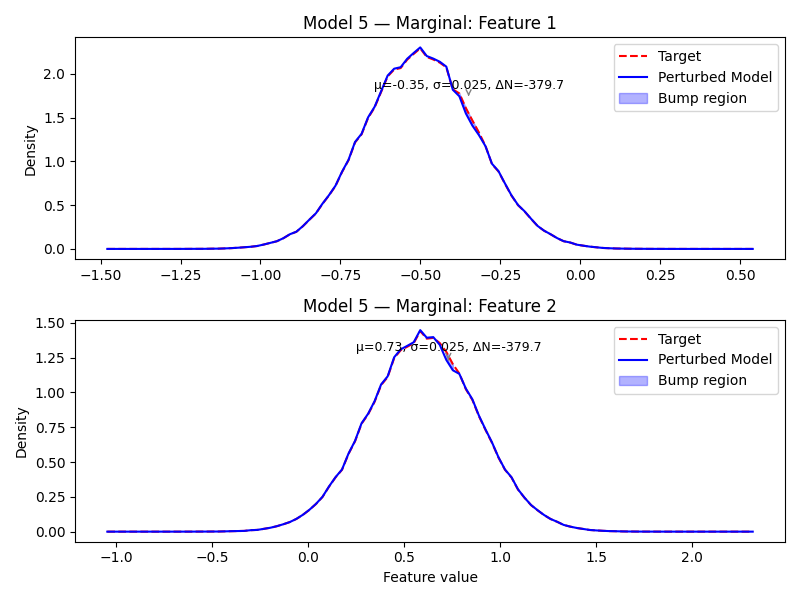 Model 5 — Marginal: Feature 1
Density
2.0
1.5
1.0
0.5
0.0
μ=-0.35, σ=0.025, ΔN=-379.7
Target
Perturbed Model
Bump region
−1.50 −1.25 −1.00 −0.75 −0.50 −0.25 0.00 0.25 0.50
Model 5 — Marginal: Feature 2
Density
1.50
1.25
1.00
0.75
0.50
0.25
0.00
μ=0.73, σ=0.025, ΔN=-379.7
Target
Perturbed Model
Bump region
−1.0 −0.5 0.0 0.5 1.0 1.5 2.0
Feature value